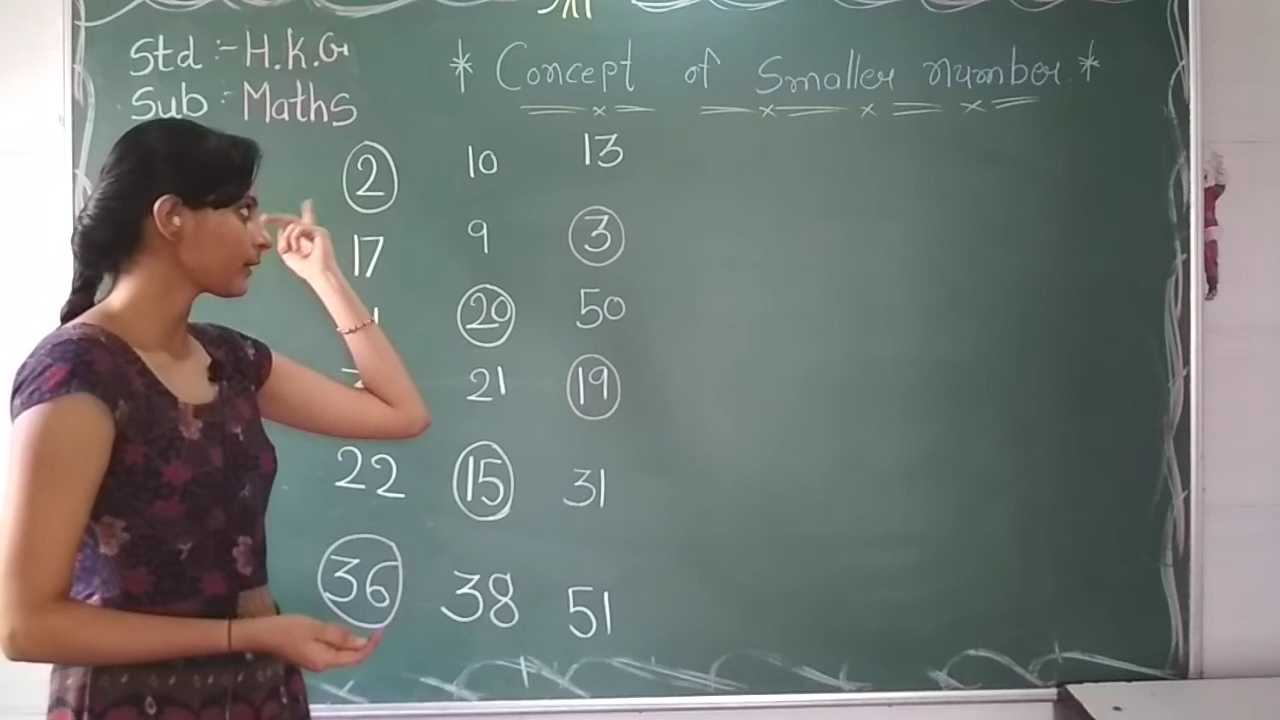 Std :- H.K.G
Sub : Maths
* Concept of Smaller number *
2 10 13
17 9 3
20 50
21 19
22 15 31
36 38 51